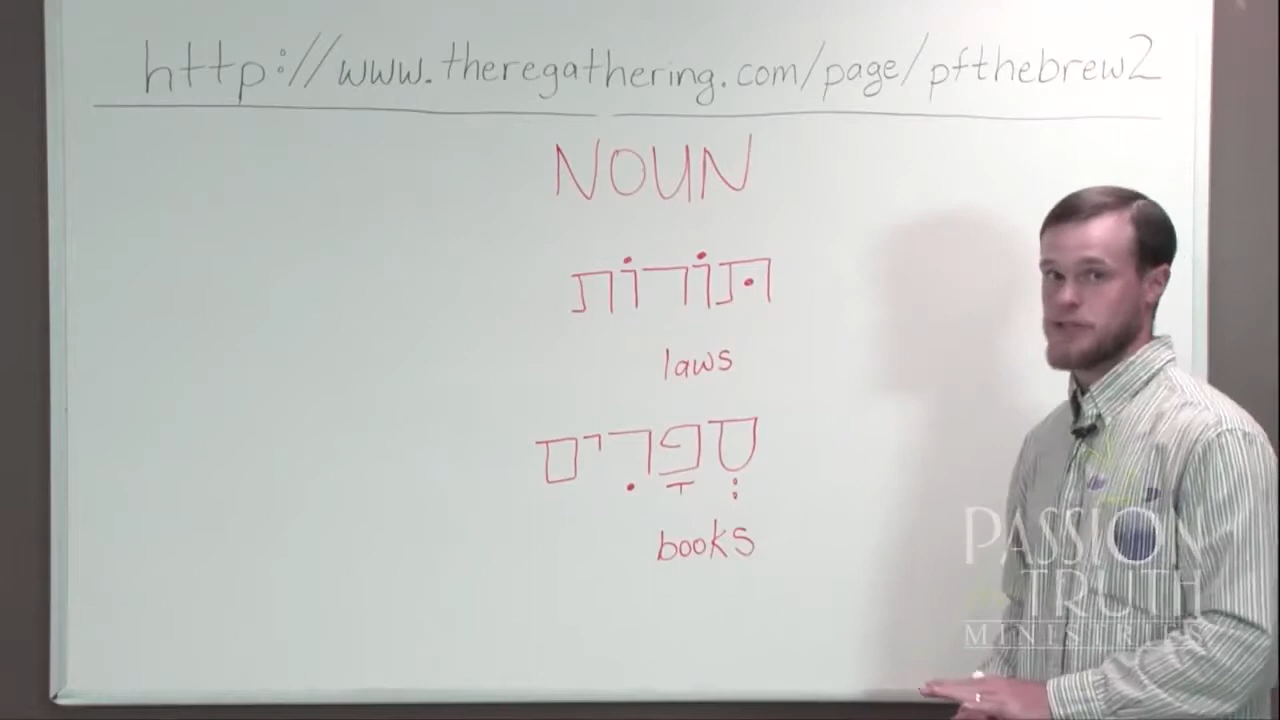 http://www.theregathering.com/page/pfthebrew2
NOUN
תּוֹרוֹת
laws
סְפָרִים
books
PASSION
TRUTH
MINISTRIES